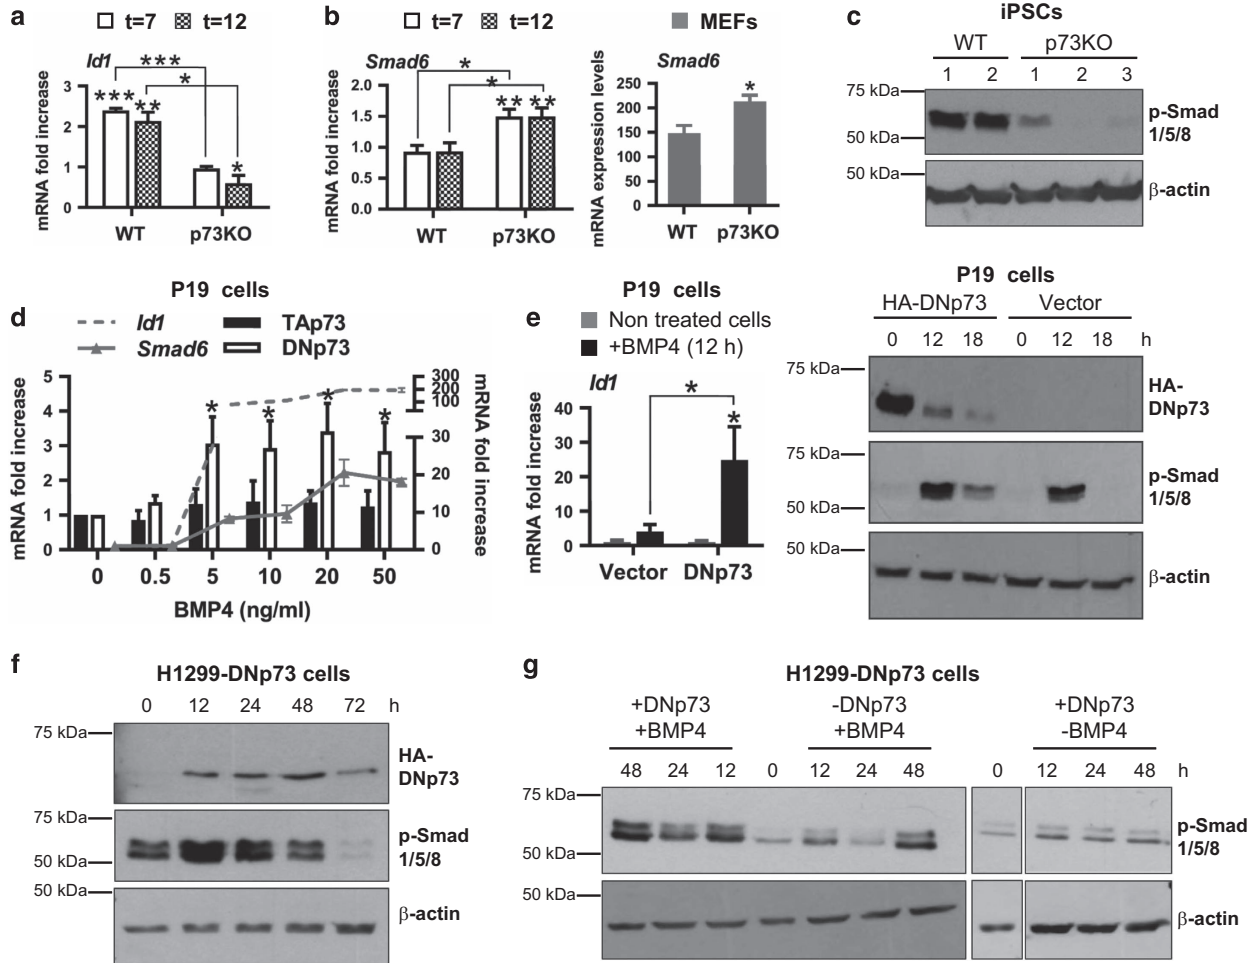 a
t=7 t=12
Id1
mRNA fold increase
3
2
1
0
***
*
*** **
*
WT p73KO
b
t=7 t=12
Smad6
mRNA fold increase
2.0
1.5
1.0
0.5
0.0
*
*
** **
WT p73KO
MEFs
Smad6
mRNA expression levels
250
200
150
100
50
0
*
WT p73KO
c
iPSCs
WT p73KO
1 2 1 2 3
75 kDa
50 kDa
p-Smad
1/5/8
50 kDa
β-actin
d
P19 cells
Id1 TAp73
Smad6 DNp73
mRNA fold increase
5
4
3
2
1
0
* * * *
300
200
100
30
20
10
0
mRNA fold increase
0 0.5 5 10 20 50
BMP4 (ng/ml)
e
P19 cells
Non treated cells
+BMP4 (12 h)
Id1
mRNA fold increase
40
30
20
10
0
*
*
Vector DNp73
P19 cells
HA-DNp73 Vector
0 12 18 0 12 18 h
75 kDa
HA-
DNp73
75 kDa
50 kDa
p-Smad
1/5/8
50 kDa
β-actin
f
H1299-DNp73 cells
0 12 24 48 72 h
75 kDa
HA-
DNp73
75 kDa
50 kDa
p-Smad
1/5/8
50 kDa
β-actin
g
H1299-DNp73 cells
+DNp73 -DNp73 +DNp73
+BMP4 +BMP4 -BMP4
48 24 12 0 12 24 48 0 12 24 48 h
75 kDa
50 kDa
p-Smad
1/5/8
50 kDa
β-actin